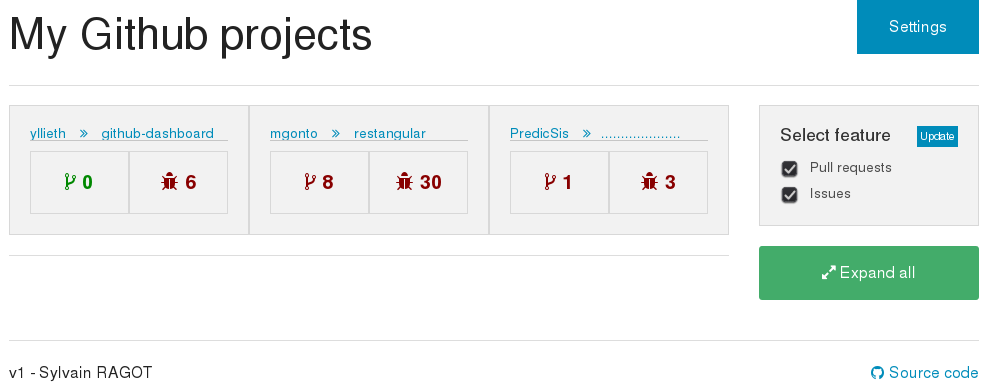 My Github projects
Settings
yllieth » github-dashboard
0 6
mgonto » restangular
8 30
PredicSis » ....................
1 3
Select feature Update
Pull requests
Issues
Expand all
v1 - Sylvain RAGOT
Source code